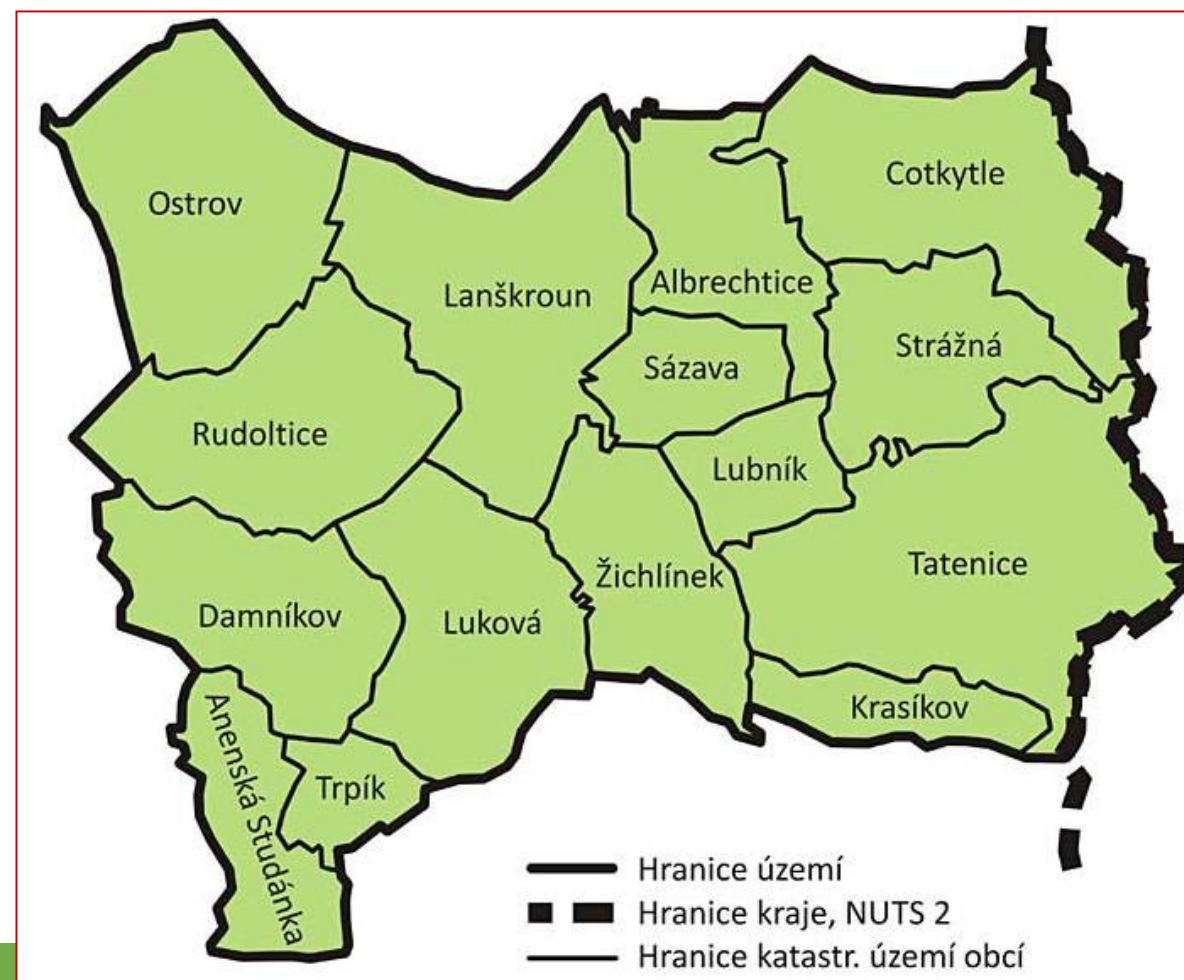 Ostrov
Cotkytle
Lanškroun
Albrechtice
Strážná
Sázava
Rudoltice
Lubník
Tatenice
Žichlínek
Damníkov
Luková
Krasíkov
Anenská Studánka
Trpík
Hranice území
Hranice kraje, NUTS 2
Hranice katastr. území obcí